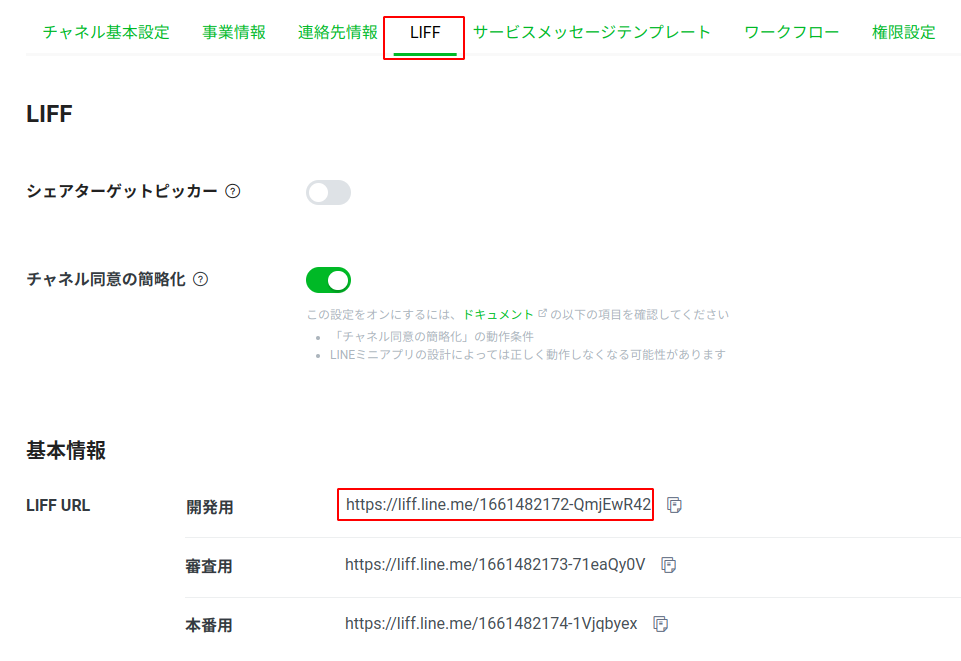 チャネル基本設定 事業情報 連絡先情報 LIFF サービスメッセージテンプレート ワークフロー 権限設定
LIFF
シェアターゲットピッカー ?
チャネル同意の簡略化 ?
この設定をオンにするには、ドキュメント の以下の項目を確認してください
• 「チャネル同意の簡略化」の動作条件
• LINEミニアプリの設計によっては正しく動作しなくなる可能性があります
基本情報
LIFF URL 開発用 https://liff.line.me/1661482172-QmjEwR42
審査用 https://liff.line.me/1661482173-71eaQy0V
本番用 https://liff.line.me/1661482174-1Vjqbyex